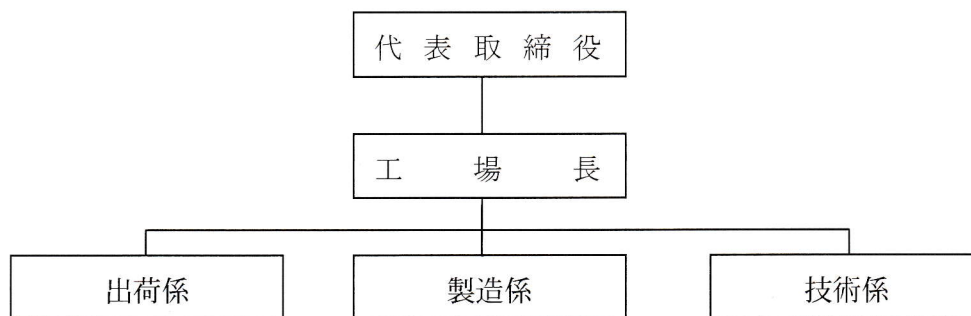 代表取締役
工場長
出荷係 製造係 技術係